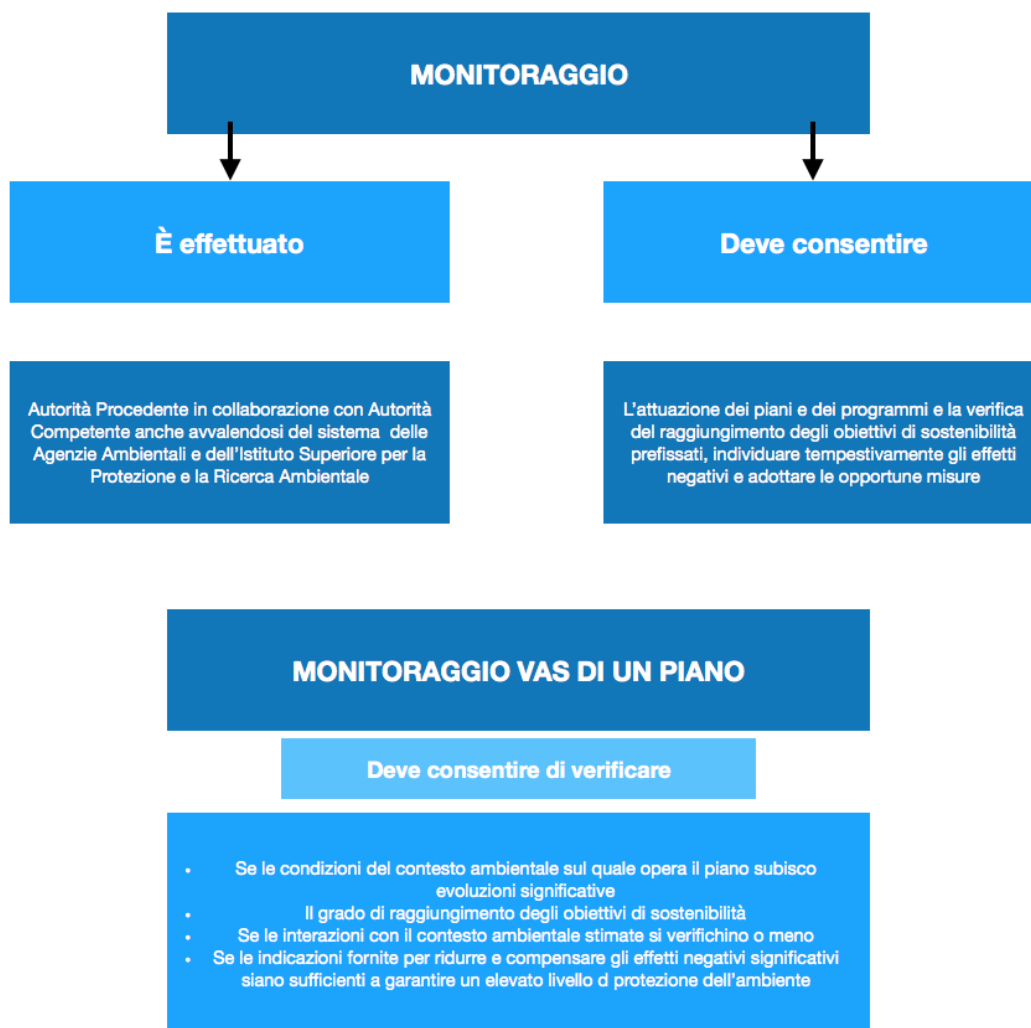 MONITORAGGIO
È effettuato
Deve consentire
Autorità Procedente in collaborazione con Autorità
Competente anche avvalendosi del sistema delle
Agenzie Ambientali e dell'Istituto Superiore per la
Protezione e la Ricerca Ambientale
L'attuazione dei piani e dei programmi e la verifica
del raggiungimento degli obiettivi di sostenibilità
prefissati, individuare tempestivamente gli effetti
negativi e adottare le opportune misure
MONITORAGGIO VAS DI UN PIANO
Deve consentire di verificare
• Se le condizioni del contesto ambientale sul quale opera il piano subisco
evoluzioni significative
• Il grado di raggiungimento degli obiettivi di sostenibilità
• Se le interazioni con il contesto ambientale stimate si verifichino o meno
• Se le indicazioni fornite per ridurre e compensare gli effetti negativi significativi
siano sufficienti a garantire un elevato livello d protezione dell'ambiente